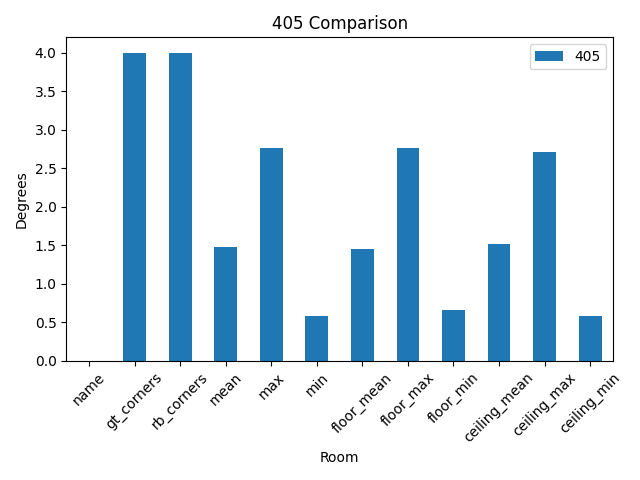 405 Comparison
405
Degrees
4.0
3.5
3.0
2.5
2.0
1.5
1.0
0.5
0.0
name
gt_corners
rb_corners
mean
max
min
floor_mean
floor_max
floor_min
ceiling_mean
ceiling_max
ceiling_min
Room